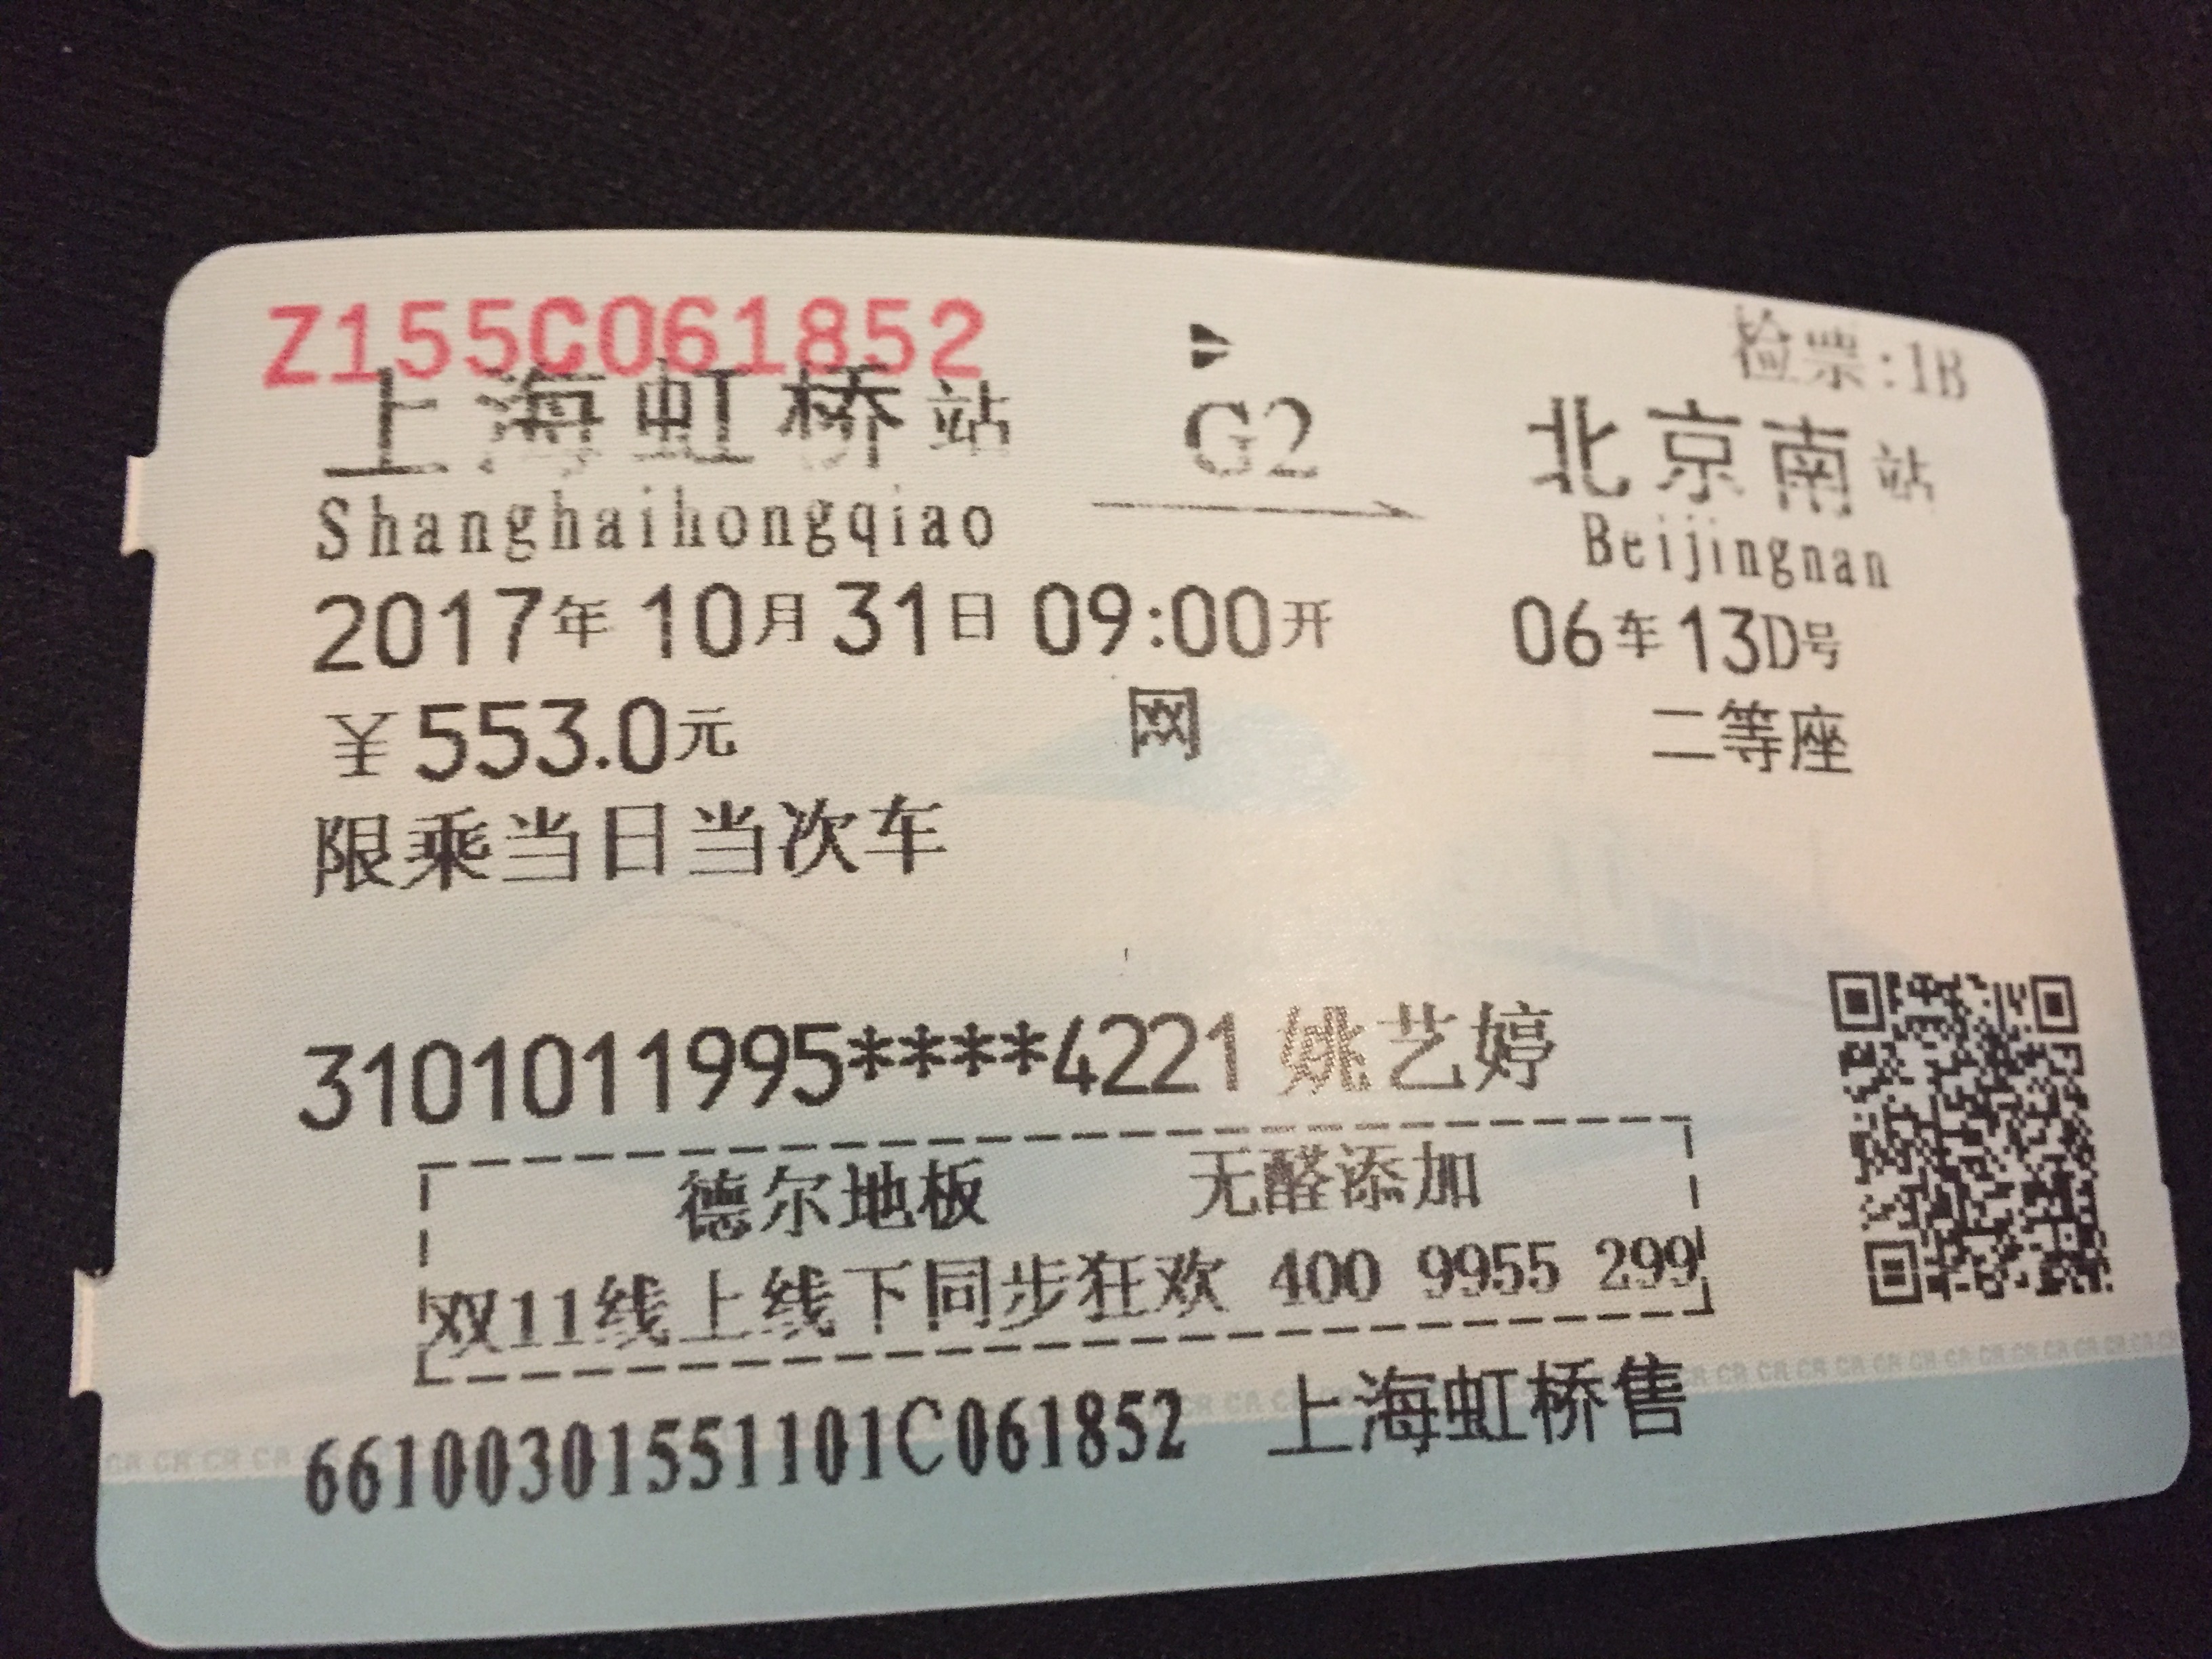 Z155C061852
检票:1B
上海虹桥站 G2 北京南站
Shanghaihongqiao Beijingnan
2017年10月31日09:00开 06车13D号
¥553.0元 网 二等座
限乘当日当次车
3101011995****4221 姚艺婷
德尔地板 无醛添加
双11线上线下同步狂欢 400 9955 299
66100301551101C061852 上海虹桥售